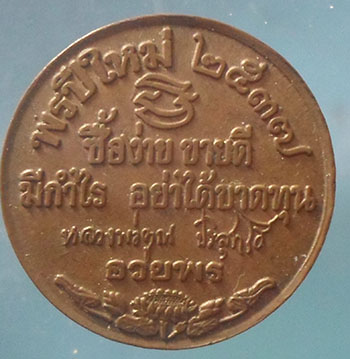 พรปีใหม่ ๒๕๓๗
ซื้อง่าย ขายดี
มีกำไร อย่าได้ขาดทุน
อวยพร